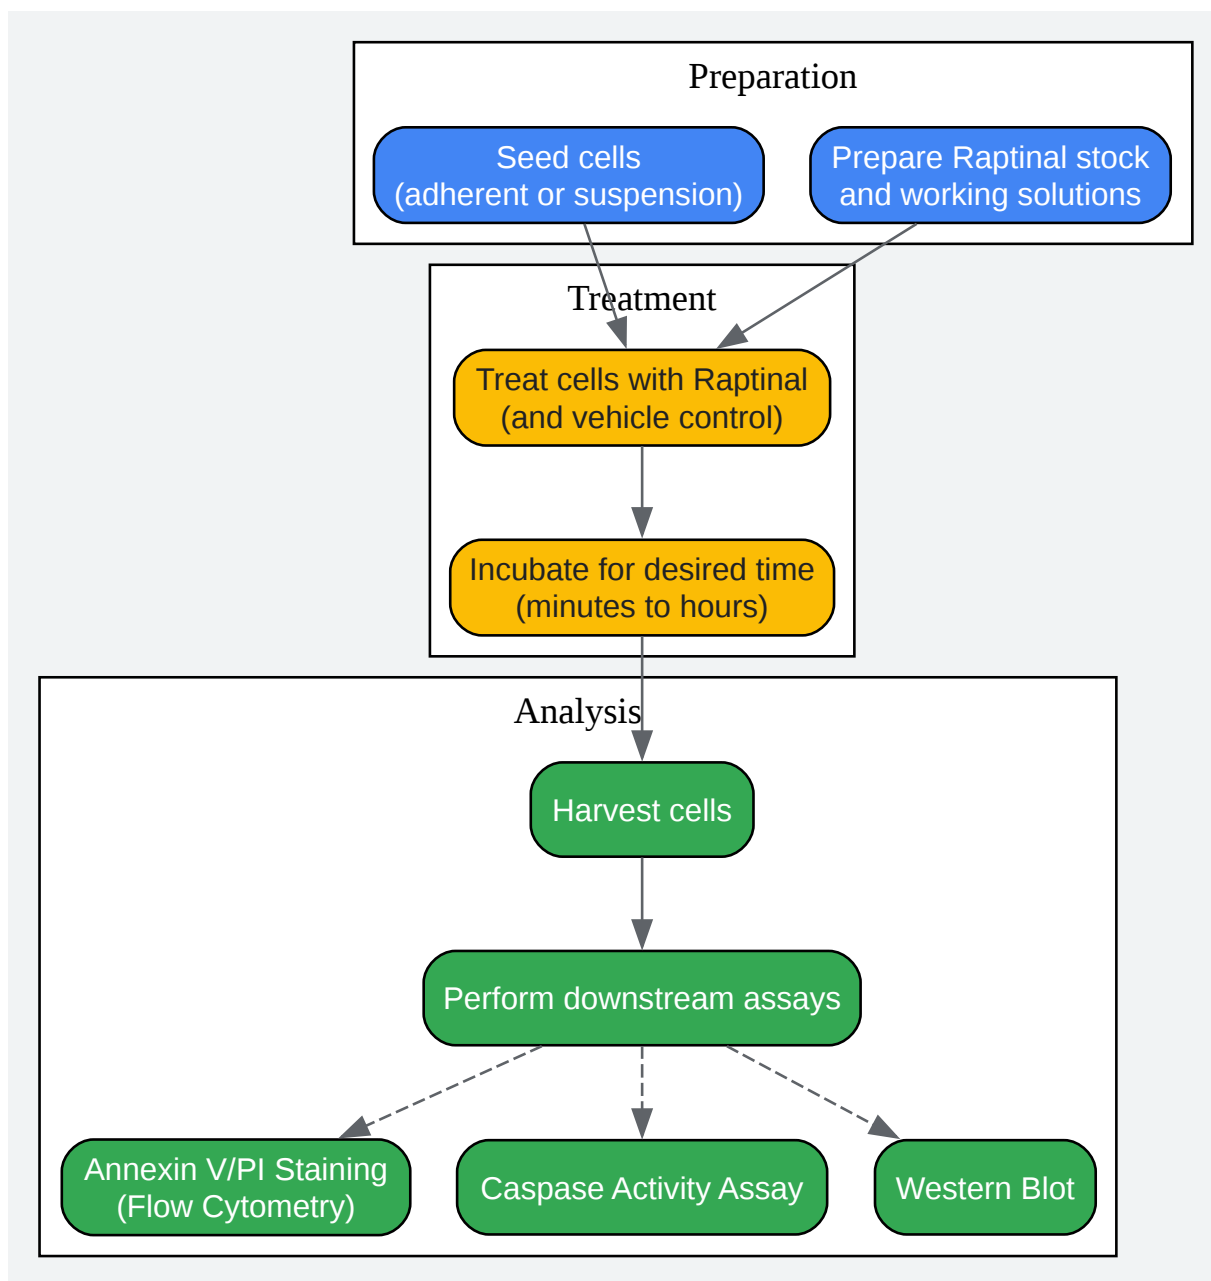 Preparation
Seed cells
(adherent or suspension)
Prepare Raptinal stock
and working solutions
Treatment
Treat cells with Raptinal
(and vehicle control)
Incubate for desired time
(minutes to hours)
Analysis
Harvest cells
Perform downstream assays
Annexin V/PI Staining
(Flow Cytometry)
Caspase Activity Assay
Western Blot